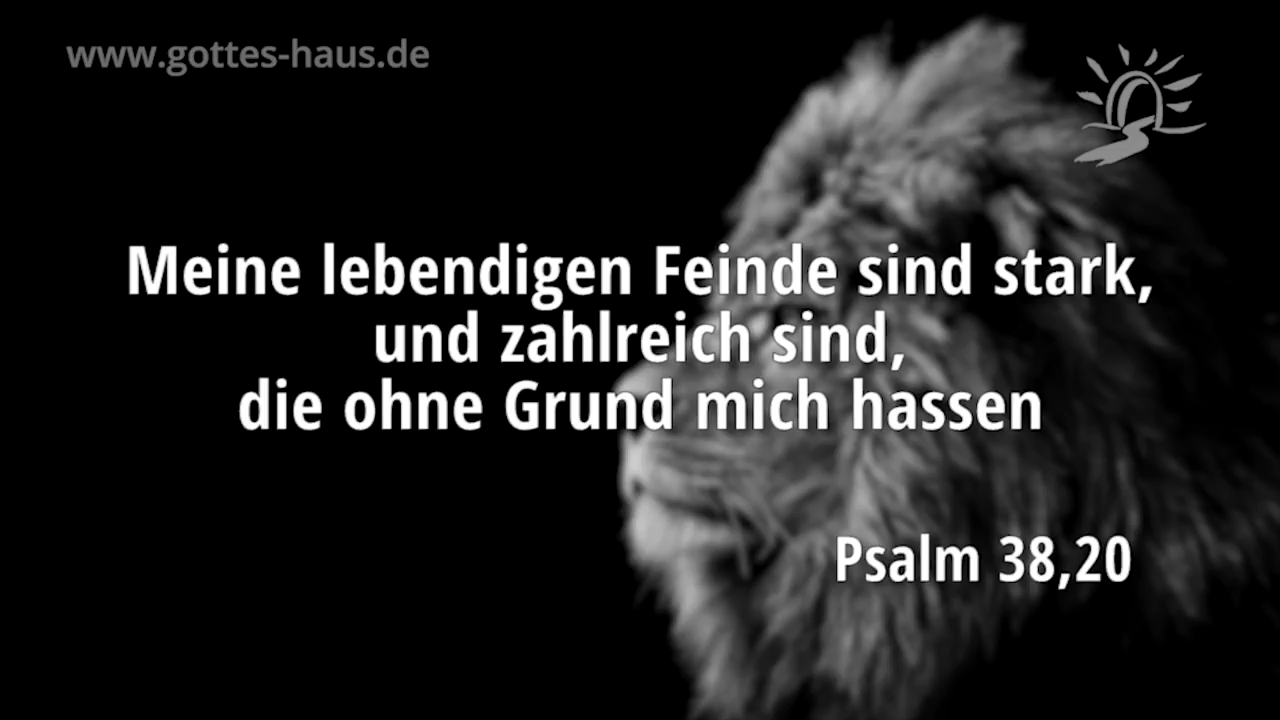 www.gottes-haus.de
Meine lebendigen Feinde sind stark,
und zahlreich sind,
die ohne Grund mich hassen
Psalm 38,20